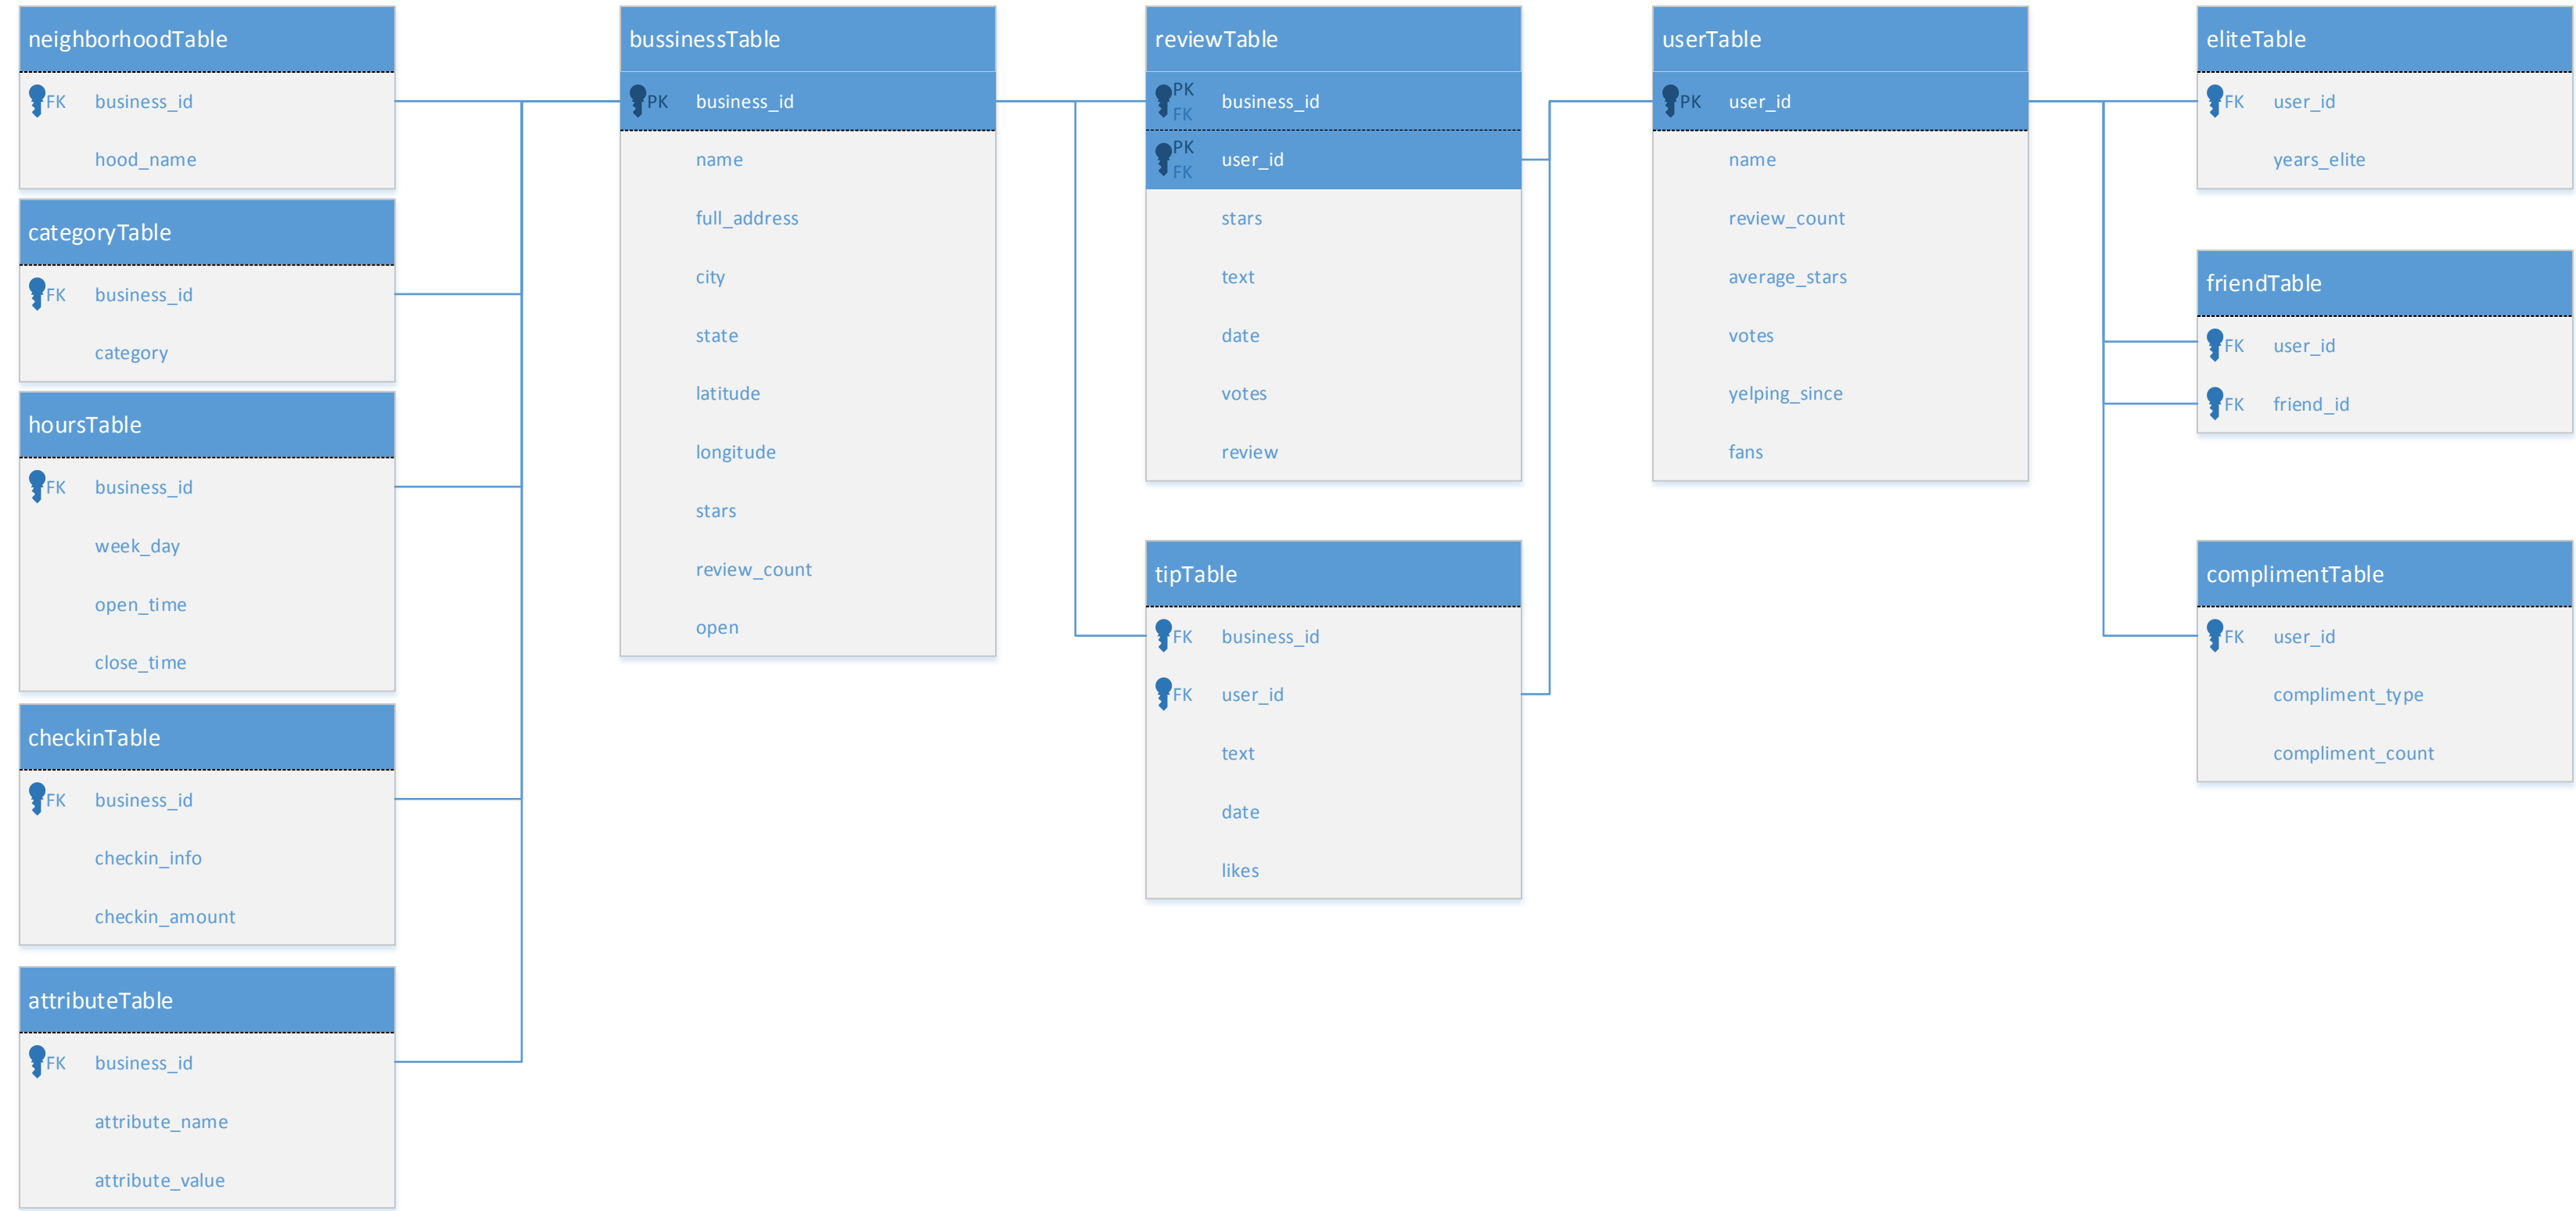 neighborhoodTable
FK business_id
hood_name
categoryTable
FK business_id
category
hoursTable
FK business_id
week_day
open_time
close_time
checkinTable
FK business_id
checkin_info
checkin_amount
attributeTable
FK business_id
attribute_name
attribute_value
bussinessTable
PK business_id
name
full_address
city
state
latitude
longitude
stars
review_count
open
reviewTable
PK
FK business_id
PK
FK user_id
stars
text
date
votes
review
tipTable
FK business_id
FK user_id
text
date
likes
userTable
PK user_id
name
review_count
average_stars
votes
yelping_since
fans
eliteTable
FK user_id
years_elite
friendTable
FK user_id
FK friend_id
complimentTable
FK user_id
compliment_type
compliment_count